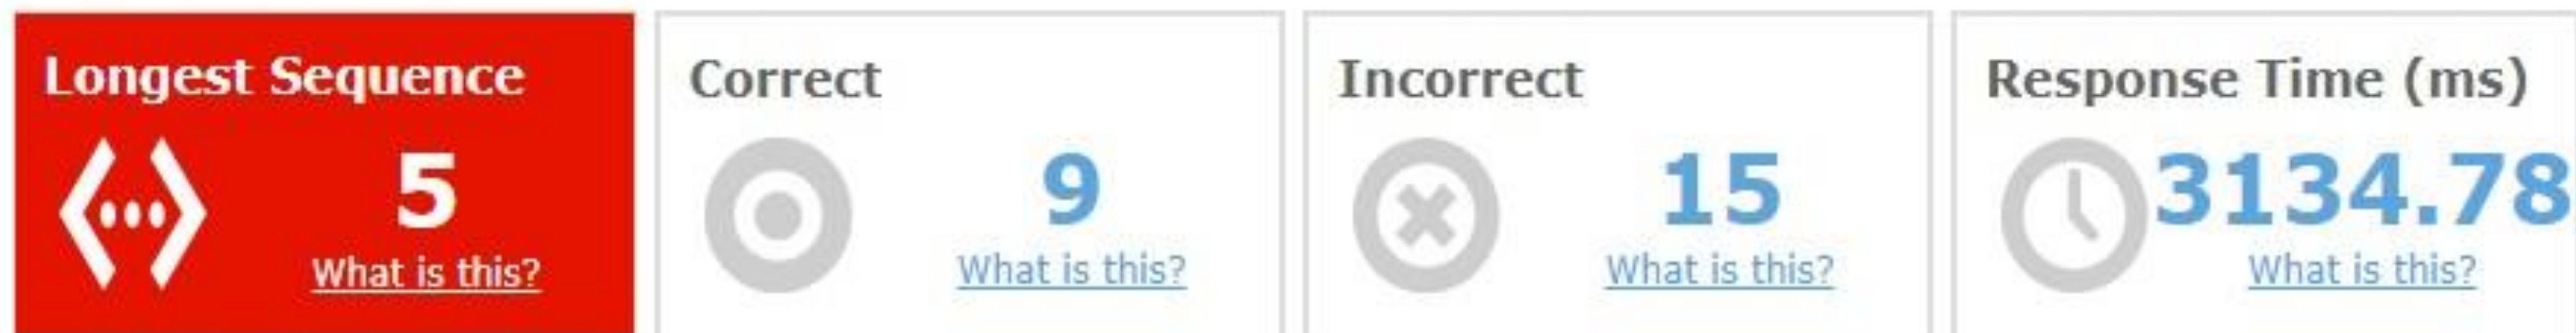 Longest Sequence
5
What is this?
Correct
9
What is this?
Incorrect
15
What is this?
Response Time (ms)
3134.78
What is this?